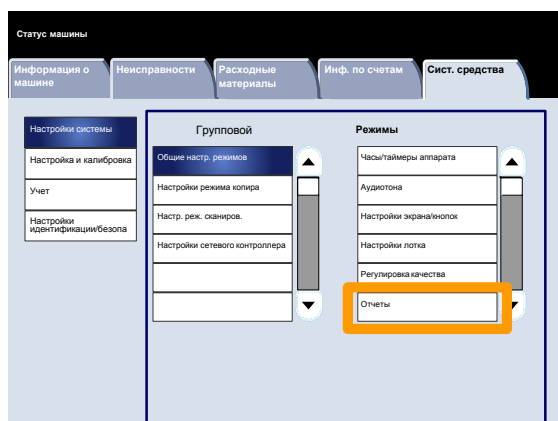 Статус машины
Информация о
машине
Неисправности
Расходные
материалы
Инф. по счетам
Сист. средства
Настройки системы
Настройка и калибровка
Учет
Настройки
идентификации/безопа
Групповой
Общие настр. режимов
Настройки режима копира
Настр. реж. сканиров.
Настройки сетевого контроллера
Режимы
Часы/таймеры аппарата
Аудиотона
Настройки экрана/кнопок
Настройки лотка
Регулировка качества
Отчеты